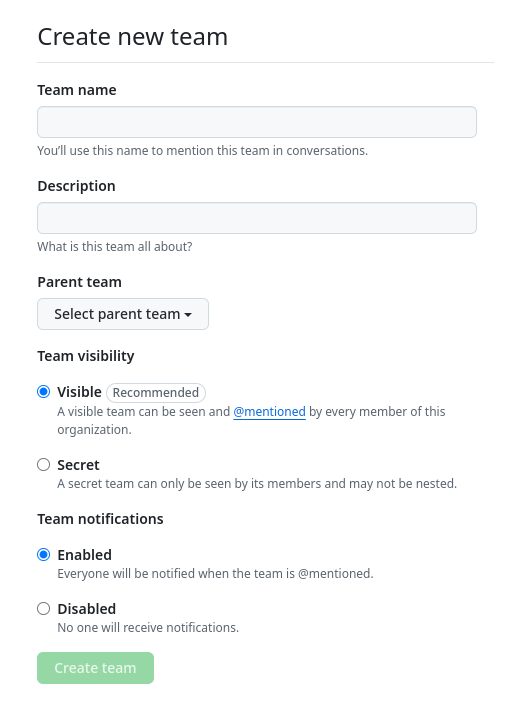 Create new team
Team name
You’ll use this name to mention this team in conversations.
Description
What is this team all about?
Parent team
Select parent team
Team visibility
Visible Recommended
A visible team can be seen and @mentioned by every member of this
organization.
Secret
A secret team can only be seen by its members and may not be nested.
Team notifications
Enabled
Everyone will be notified when the team is @mentioned.
Disabled
No one will receive notifications.
Create team